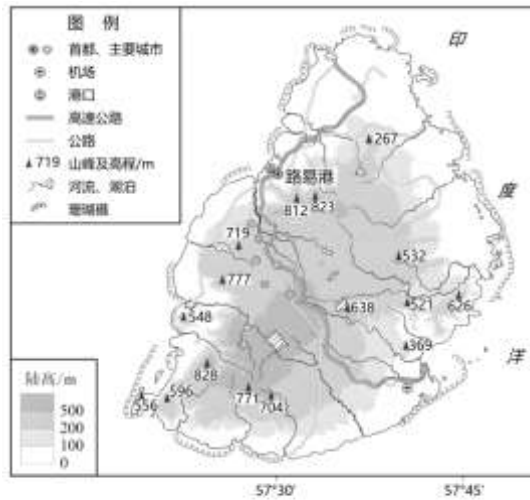 图 例
首都、主要城市
机场
港口
高速公路
公路
719 山峰及高程/m
河流、湖泊
珊瑚礁
印
度
洋
267
路易港
812
823
719
532
777
638
521
626
548
369
828
771
704
596
556
陆高/m
500
200
100
0
57°30′
57°45′